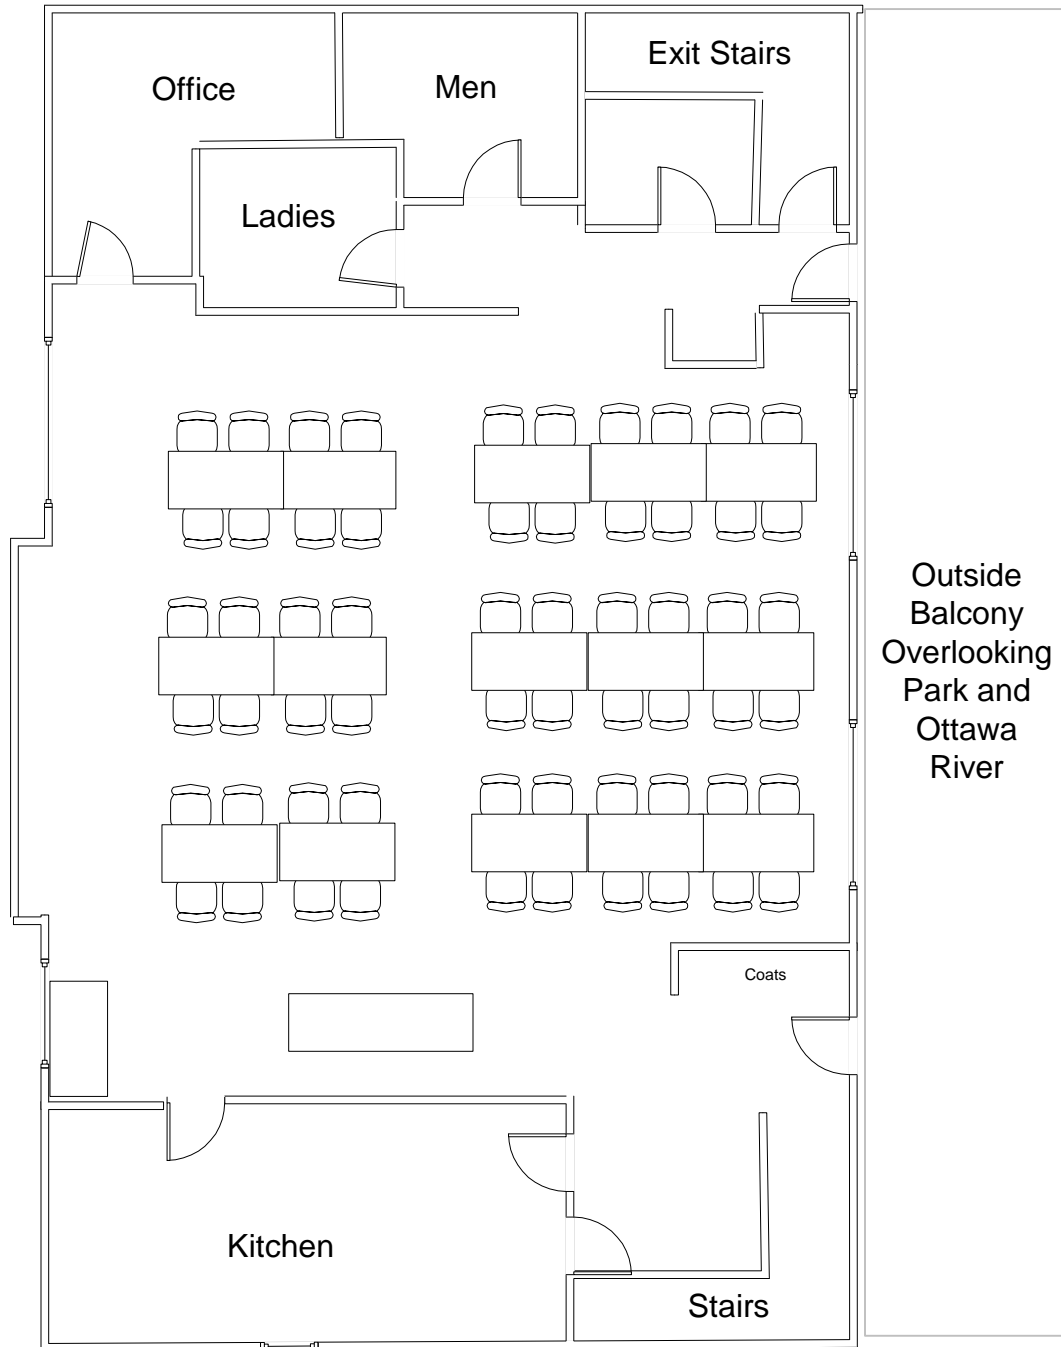 Exit Stairs
Office
Men
Ladies
Outside
Balcony
Overlooking
Park and
Ottawa
River
Coats
Kitchen
Stairs